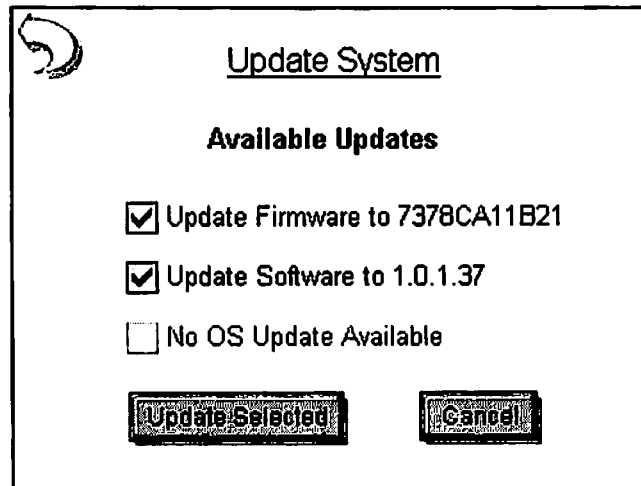 Update System
Available Updates
Update Firmware to 7378CA11B21
Update Software to 1.0.1.37
No OS Update Available
Update Selected
Cancel